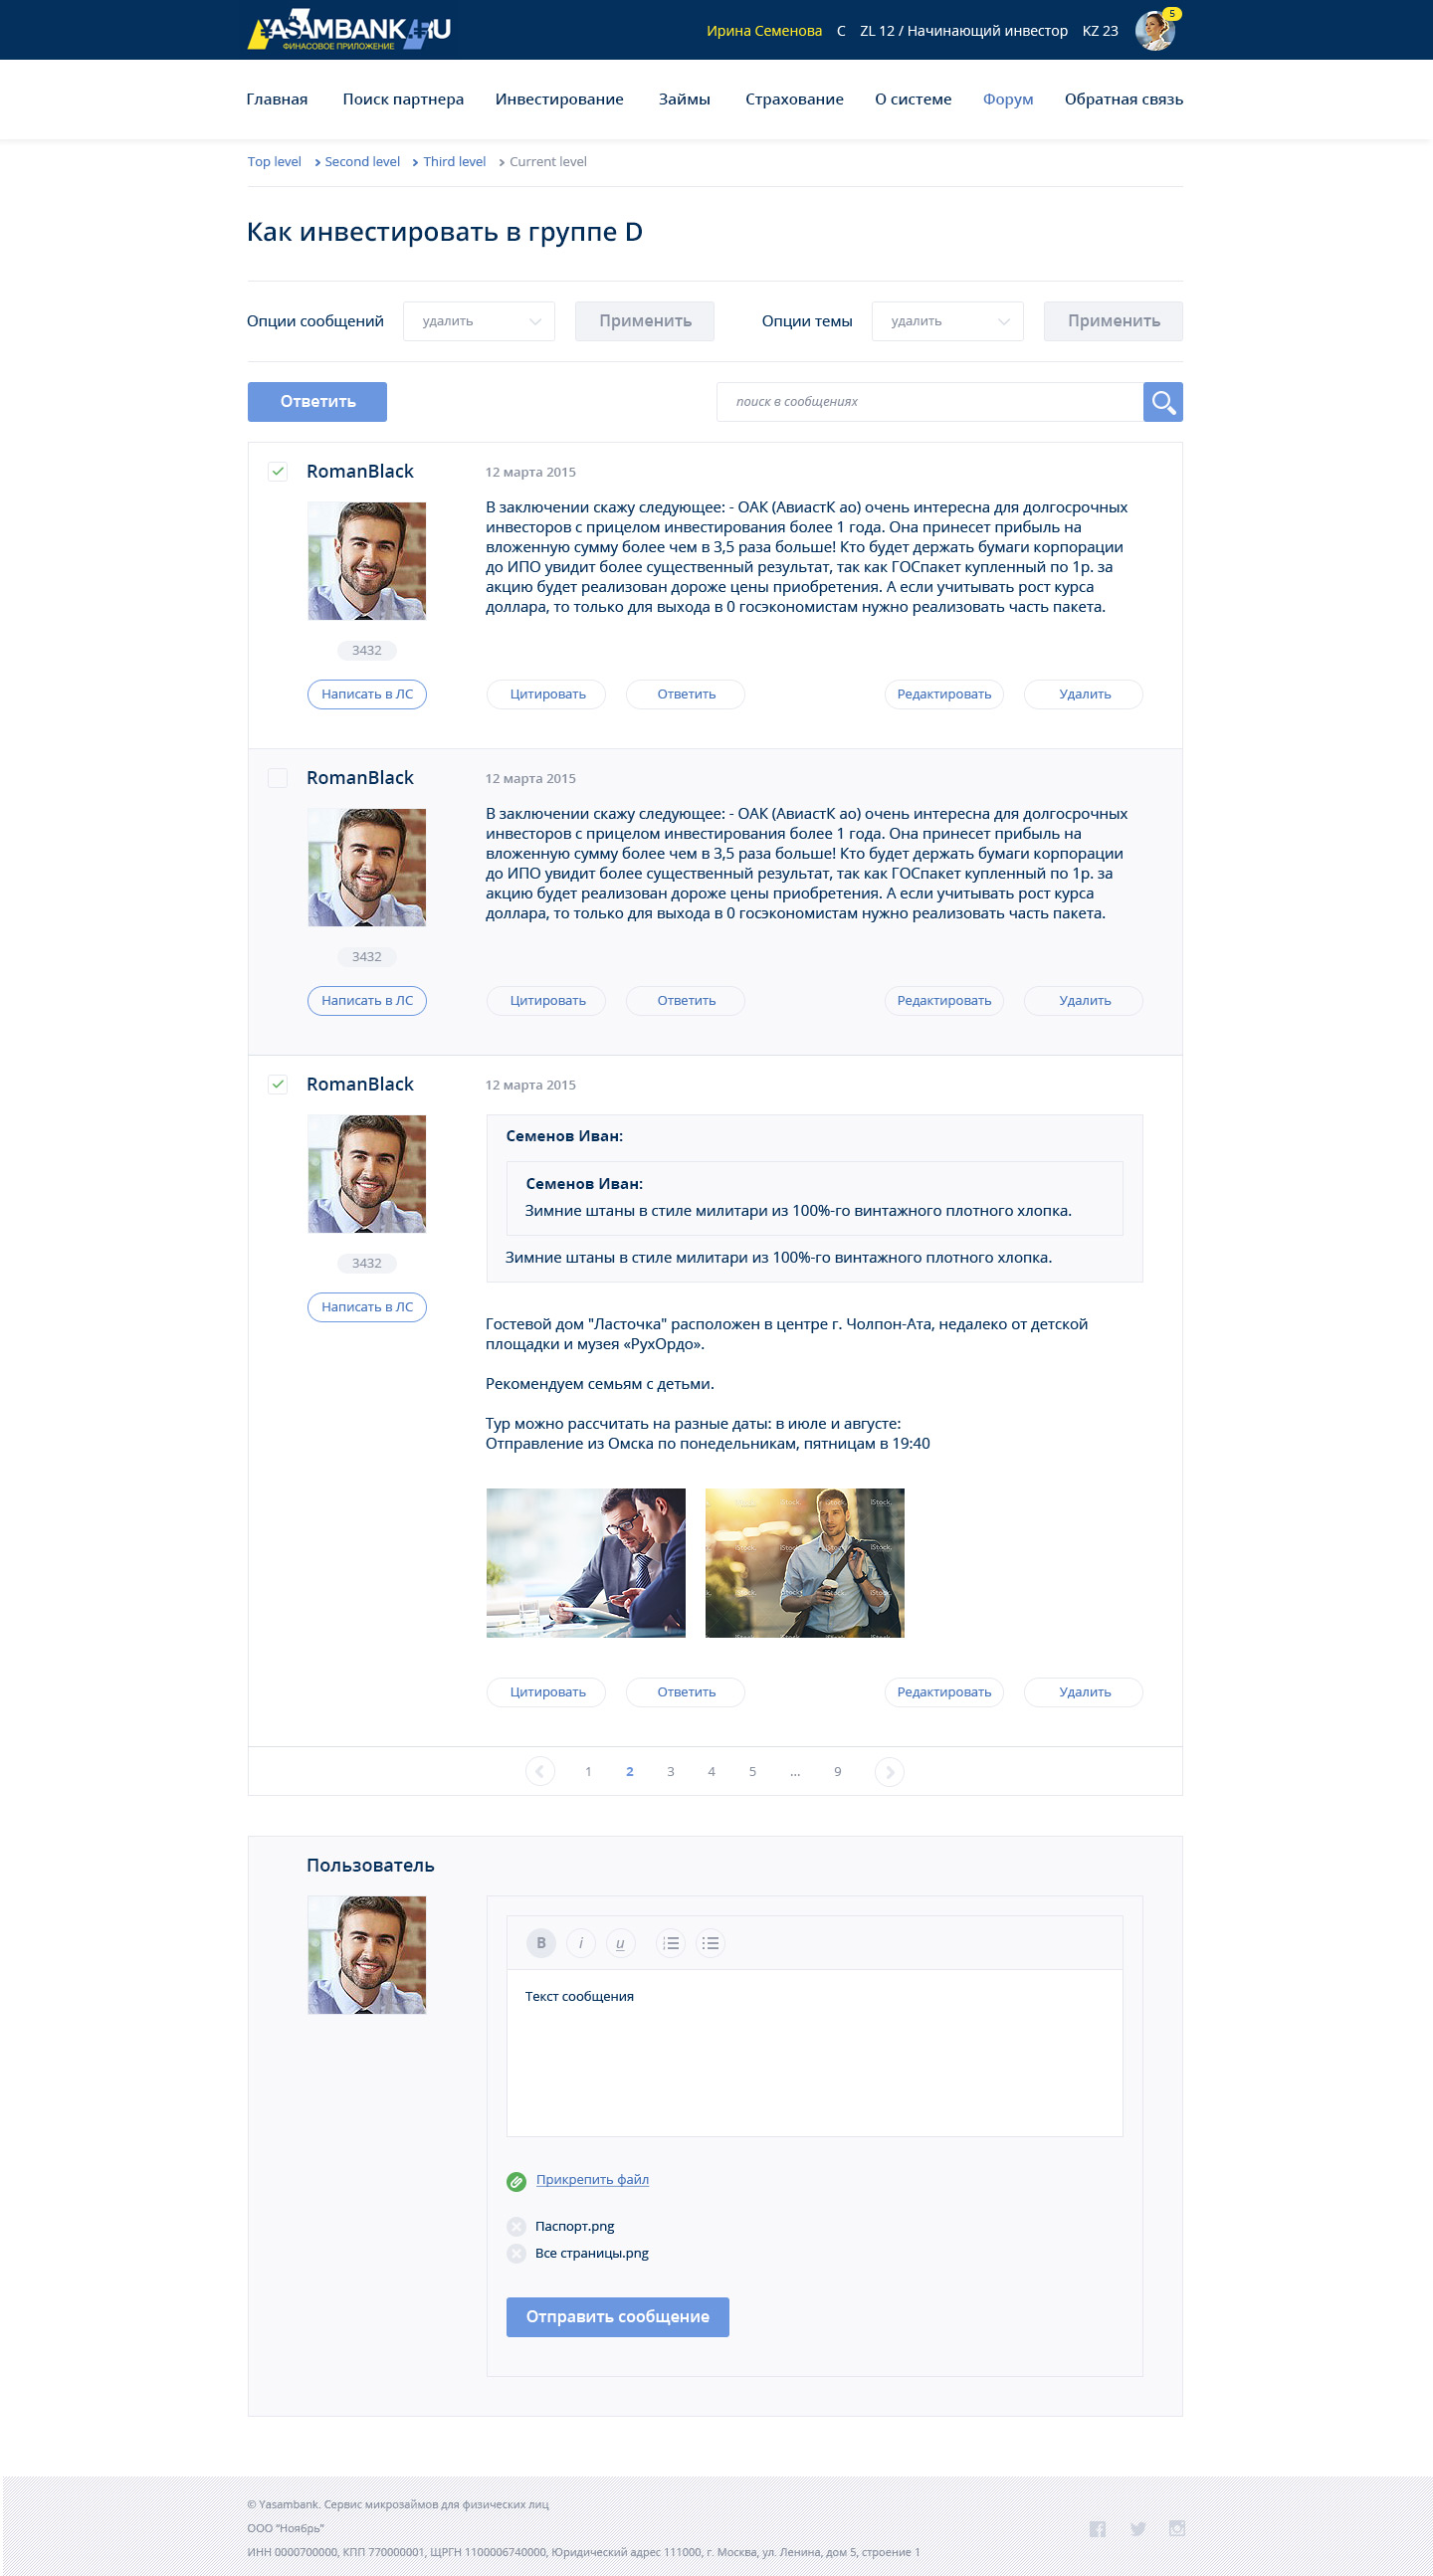 YASAMBANK.RU
ФИНАСОВОЕ ПРИЛОЖЕНИЕ
Ирина Семенова C ZL 12 / Начинающий инвестор KZ 23 5
Главная Поиск партнера Инвестирование Займы Страхование О системе Форум Обратная связь
Top level Second level Third level Current level
Как инвестировать в группе D
Опции сообщений удалить Применить Опции темы удалить Применить
Ответить поиск в сообщениях
RomanBlack 12 марта 2015
В заключении скажу следующее: - ОАК (АвиастК ао) очень интересна для долгосрочных
инвесторов с прицелом инвестирования более 1 года. Она принесет прибыль на
вложенную сумму более чем в 3,5 раза больше! Кто будет держать бумаги корпорации
до ИПО увидит более существенный результат, так как ГОСпакет купленный по 1р. за
акцию будет реализован дороже цены приобретения. А если учитывать рост курса
доллара, то только для выхода в 0 госэкономистам нужно реализовать часть пакета.
3432
Написать в ЛС Цитировать Ответить Редактировать Удалить
RomanBlack 12 марта 2015
В заключении скажу следующее: - ОАК (АвиастК ао) очень интересна для долгосрочных
инвесторов с прицелом инвестирования более 1 года. Она принесет прибыль на
вложенную сумму более чем в 3,5 раза больше! Кто будет держать бумаги корпорации
до ИПО увидит более существенный результат, так как ГОСпакет купленный по 1р. за
акцию будет реализован дороже цены приобретения. А если учитывать рост курса
доллара, то только для выхода в 0 госэкономистам нужно реализовать часть пакета.
3432
Написать в ЛС Цитировать Ответить Редактировать Удалить
RomanBlack 12 марта 2015
Семенов Иван:
Семенов Иван:
Зимние штаны в стиле милитари из 100%-го винтажного плотного хлопка.
Зимние штаны в стиле милитари из 100%-го винтажного плотного хлопка.
3432
Написать в ЛС
Гостевой дом "Ласточка" расположен в центре г. Чолпон-Ата, недалеко от детской
площадки и музея «РухОрдо».
Рекомендуем семьям с детьми.
Тур можно рассчитать на разные даты: в июле и августе:
Отправление из Омска по понедельникам, пятницам в 19:40
Цитировать Ответить Редактировать Удалить
1 2 3 4 5 ... 9
Пользователь
B i u
Текст сообщения
Прикрепить файл
Паспорт.png
Все страницы.png
Отправить сообщение
© Yasambank. Сервис микрозаймов для физических лиц
ООО "Ноябрь"
ИНН 0000700000, КПП 770000001, ЩРГН 1100006740000, Юридический адрес 111000, г. Москва, ул. Ленина, дом 5, строение 1